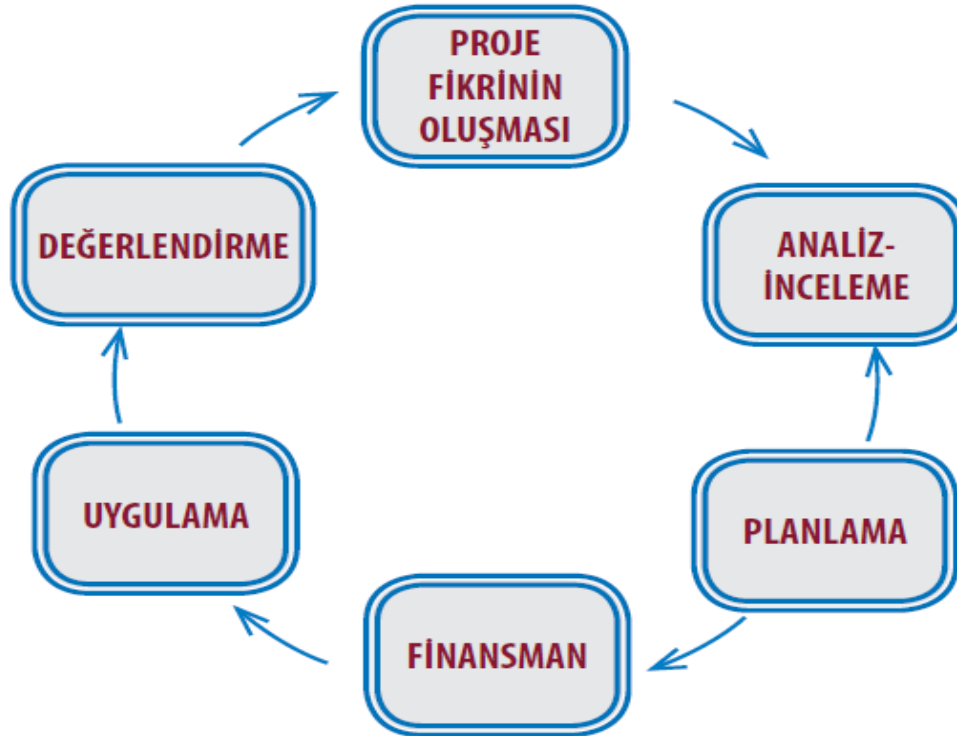 PROJE
FİKRİNİN
OLUŞMASI
ANALİZ-
İNCELEME
PLANLAMA
FİNANSMAN
UYGULAMA
DEĞERLENDİRME